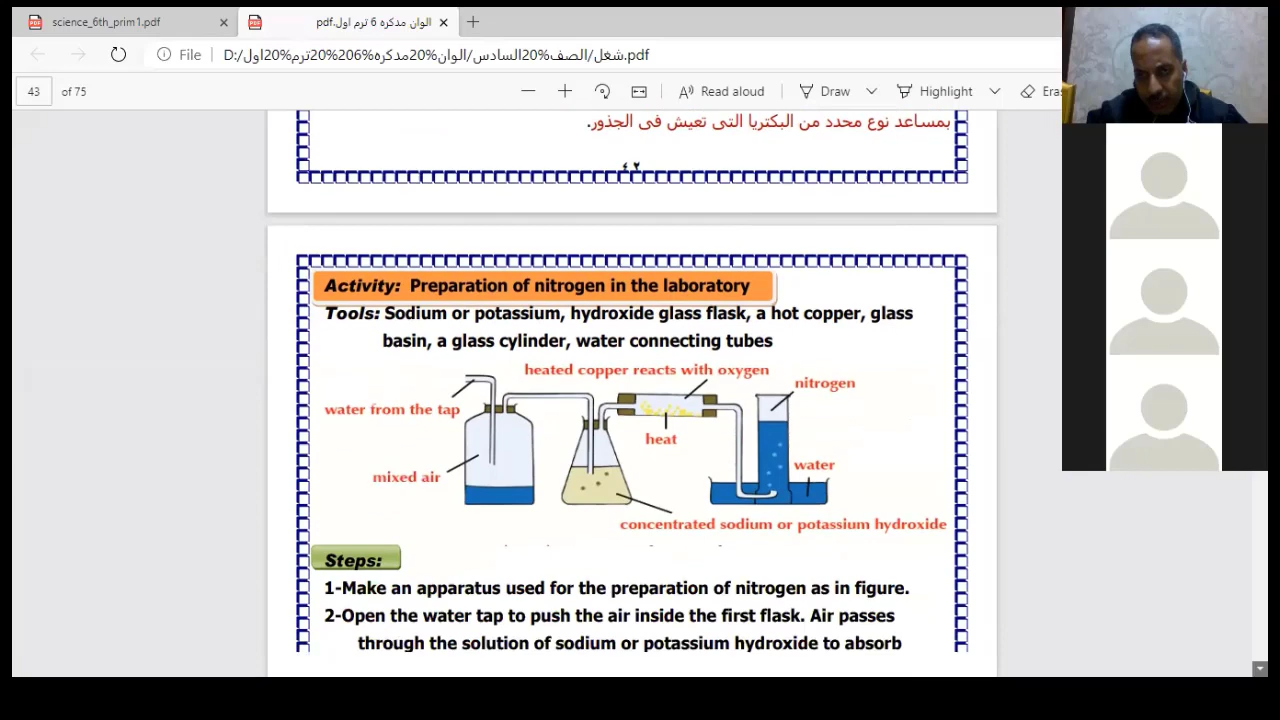 science_6th_prim1.pdf
الوان مدكره 6 ترم اول.pdf
File
D:/شغل/الصف%20السادس/الوان%20مدكره%206%20ترم%20اول.pdf
43 of 75
Read aloud
Draw
Highlight
Eras
بمساعد نوع محدد من البكتريا التى تعيش فى الجذور.
٤٢
Activity: Preparation of nitrogen in the laboratory
Tools: Sodium or potassium, hydroxide glass flask, a hot copper, glass
basin, a glass cylinder, water connecting tubes
heated copper reacts with oxygen
nitrogen
water from the tap
heat
water
mixed air
concentrated sodium or potassium hydroxide
Steps:
1-Make an apparatus used for the preparation of nitrogen as in figure.
2-Open the water tap to push the air inside the first flask. Air passes
through the solution of sodium or potassium hydroxide to absorb